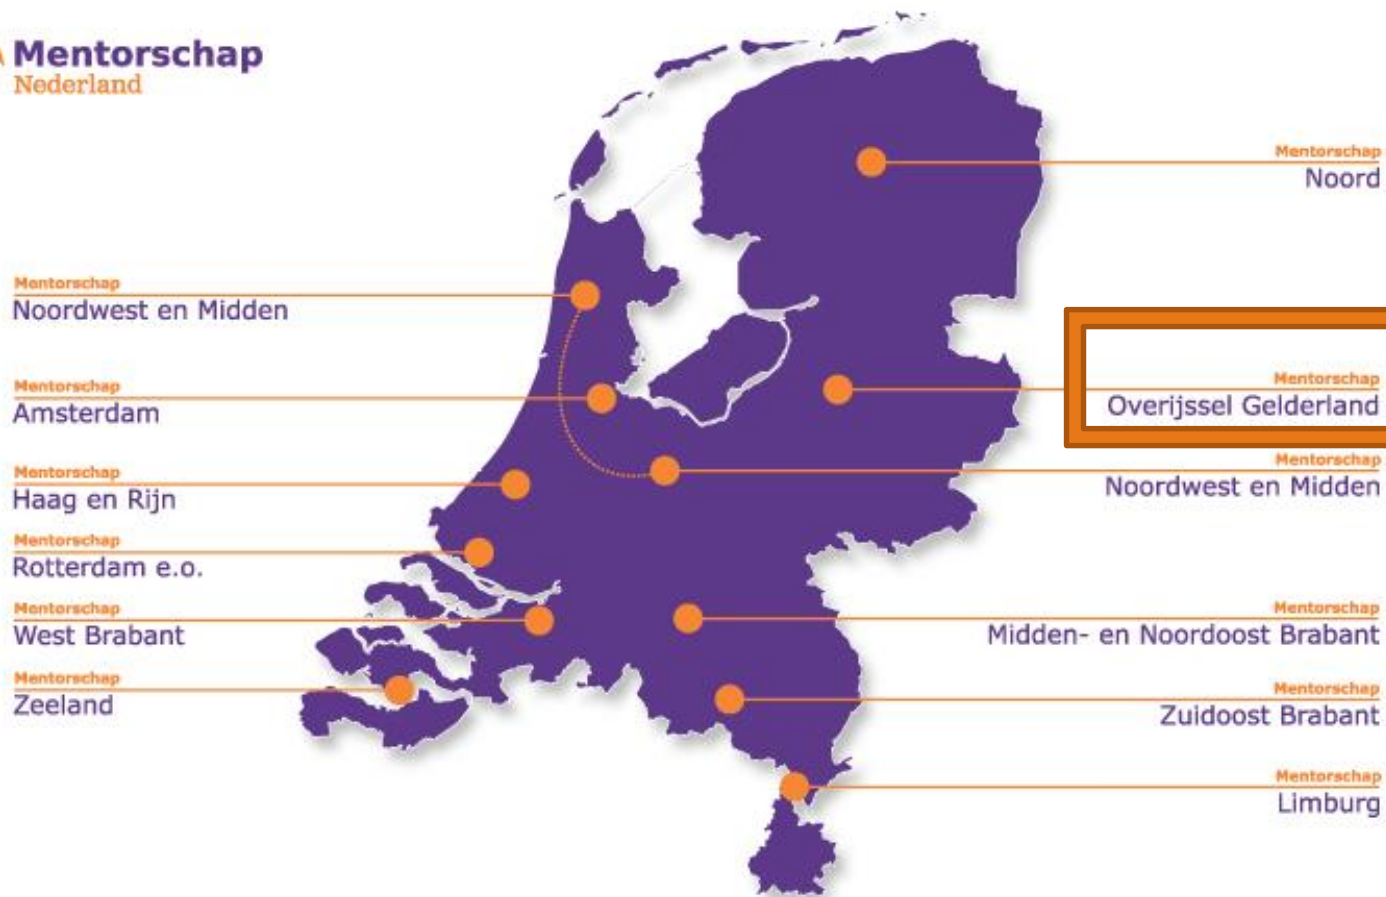 Mentorschap
Nederland
Mentorschap
Noordwest en Midden
Mentorschap
Amsterdam
Mentorschap
Haag en Rijn
Mentorschap
Rotterdam e.o.
Mentorschap
West Brabant
Mentorschap
Zeeland
Mentorschap
Noord
Mentorschap
Overijssel Gelderland
Mentorschap
Noordwest en Midden
Mentorschap
Midden- en Noordoost Brabant
Mentorschap
Zuidoost Brabant
Mentorschap
Limburg